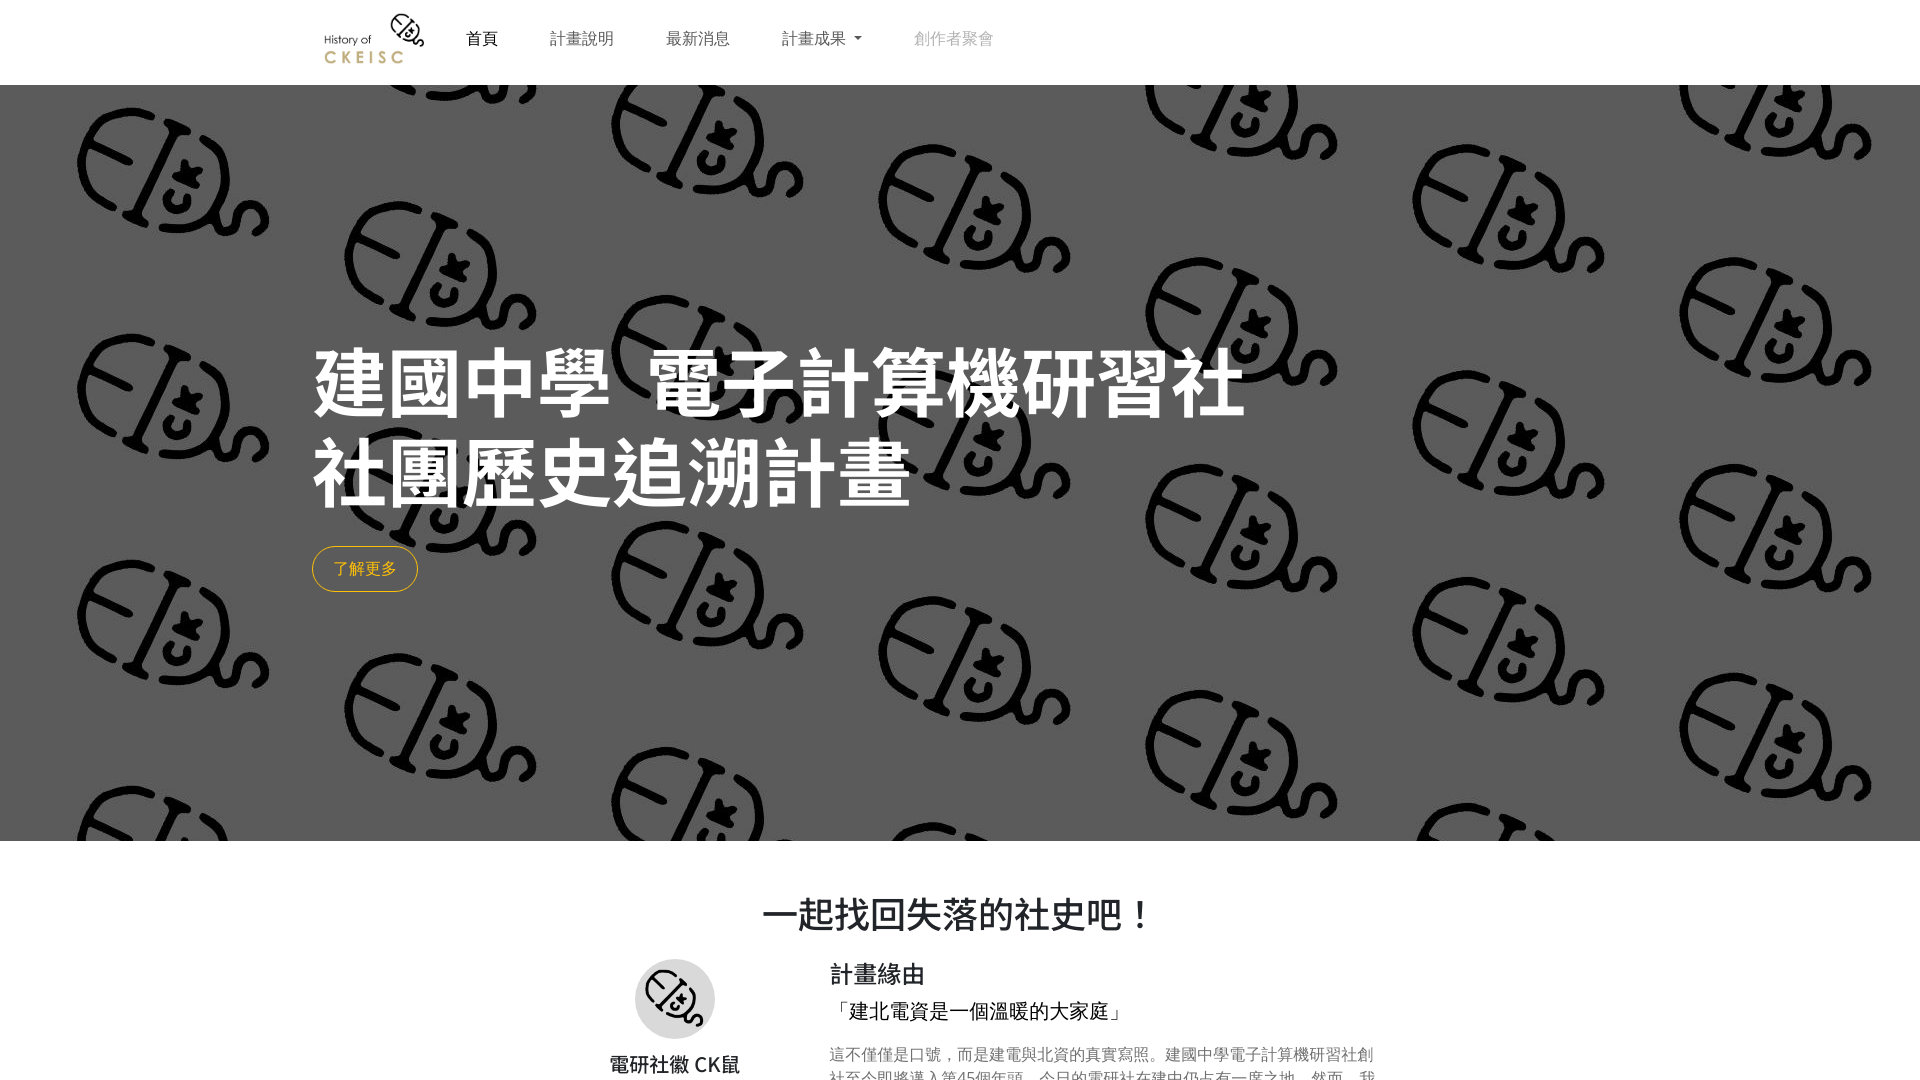 History of
CKEISC
首頁
計畫說明
最新消息
計畫成果
創作者聚會
建國中學 電子計算機研習社
社團歷史追溯計畫
了解更多
一起找回失落的社史吧！
電研社徽 CK鼠
計畫緣由
「建北電資是一個溫暖的大家庭」
這不僅僅是口號，而是建電與北資的真實寫照。建國中學電子計算機研習社創
社至今即將邁入第45個年頭，今日的電研社在建中仍占有一席之地，然而，我